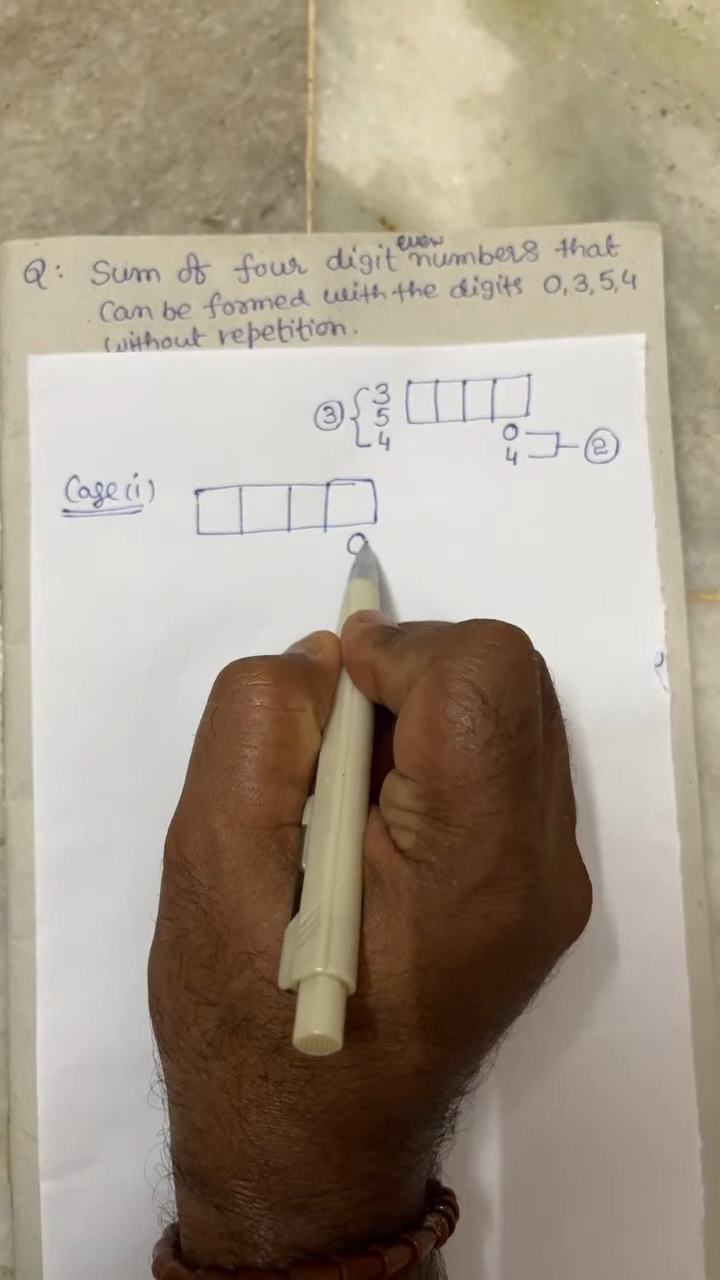 Q: Sum of four digit even numbers that
can be formed with the digits 0,3,5,4
without repetition.
3
③ { 5
4
0
4 ②
Case(i)
0